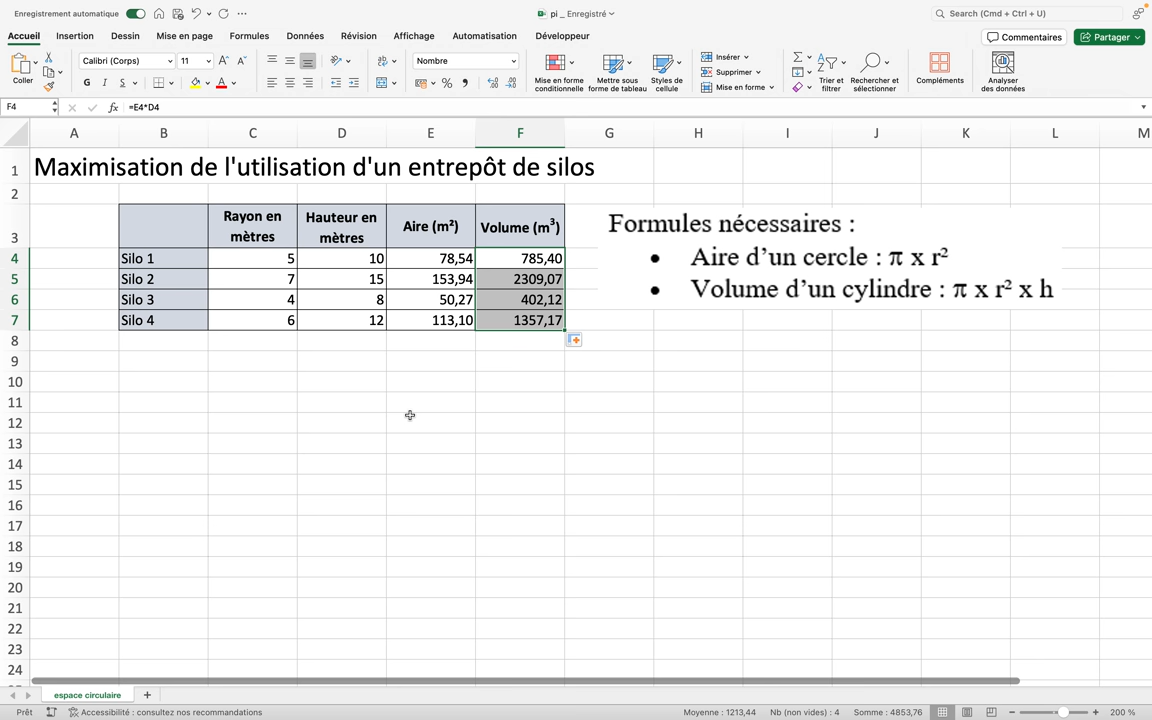 Enregistrement automatique
pi _ Enregistré
Search (Cmd + Ctrl + U)
Accueil Insertion Dessin Mise en page Formules Données Révision Affichage Automatisation Développeur
Commentaires Partager
Coller
Calibri (Corps) 11
G I S
Nombre
Mise en forme conditionnelle
Mettre sous forme de tableau
Styles de cellule
Insérer
Supprimer
Mise en forme
Trier et filtrer
Rechercher et sélectionner
Compléments
Analyser des données
F4 fx =E4*D4
A B C D E F G H I J K L M
1 Maximisation de l'utilisation d'un entrepôt de silos
2
3 Rayon en mètres Hauteur en mètres Aire (m²) Volume (m³)
4 Silo 1 5 10 78,54 785,40
5 Silo 2 7 15 153,94 2309,07
6 Silo 3 4 8 50,27 402,12
7 Silo 4 6 12 113,10 1357,17
Formules nécessaires :
• Aire d’un cercle : π x r²
• Volume d’un cylindre : π x r² x h
8
9
10
11
12
13
14
15
16
17
18
19
20
21
22
23
24
espace circulaire
Prêt Accessibilité : consultez nos recommandations Moyenne : 1213,44 Nb (non vides) : 4 Somme : 4853,76 200 %